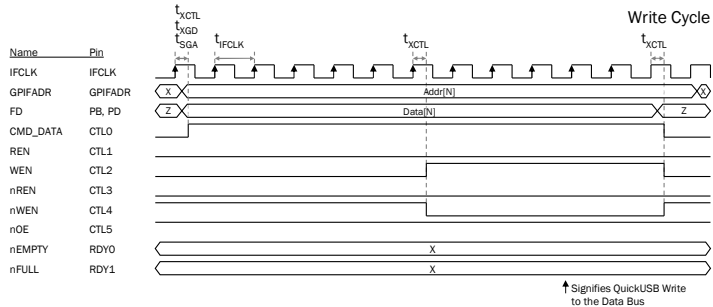 Write Cycle
tXCTL
tXGD
tSGA tIFCLK tXCTL tXCTL
Name Pin
IFCLK IFCLK
GPIFADR GPIFADR X Addr[N] X
FD PB, PD Z Data[N] Z
CMD_DATA CTL0
REN CTL1
WEN CTL2
nREN CTL3
nWEN CTL4
nOE CTL5
nEMPTY RDY0 X
nFULL RDY1 X
Signifies QuickUSB Write
to the Data Bus